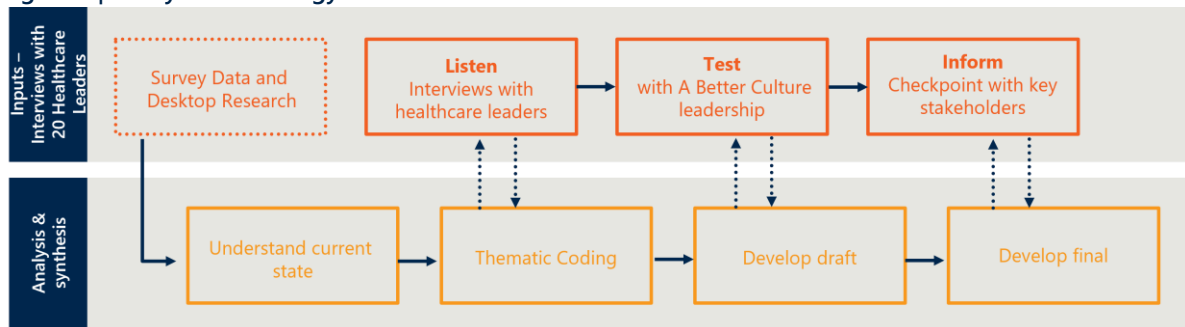 Inputs –
Interviews with
20 Healthcare
Leaders
Survey Data and
Desktop Research
Listen
Interviews with
healthcare leaders
Test
with A Better Culture
leadership
Inform
Checkpoint with key
stakeholders
Analysis &
synthesis
Understand current
state
Thematic Coding
Develop draft
Develop final